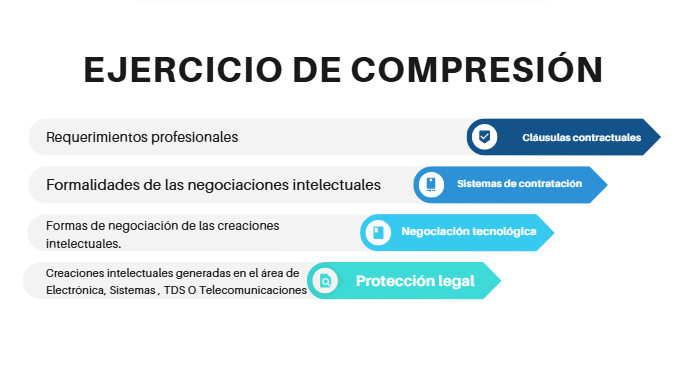 EJERCICIO DE COMPRESIÓN
Requerimientos profesionales
Cláusulas contractuales
Formalidades de las negociaciones intelectuales
Sistemas de contratación
Formas de negociación de las creaciones
intelectuales.
Negociación tecnológica
Creaciones intelectuales generadas en el área de
Electrónica, Sistemas , TDS O Telecomunicaciones
Protección legal